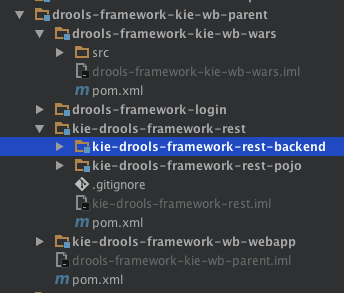 drools-framework-kie-wb-parent
drools-framework-kie-wb-wars
src
drools-framework-kie-wb-wars.iml
pom.xml
drools-framework-login
kie-drools-framework-rest
kie-drools-framework-rest-backend
kie-drools-framework-rest-pojo
.gitignore
kie-drools-framework-rest.iml
pom.xml
kie-drools-framework-wb-webapp
drools-framework-kie-wb-parent.iml
pom.xml